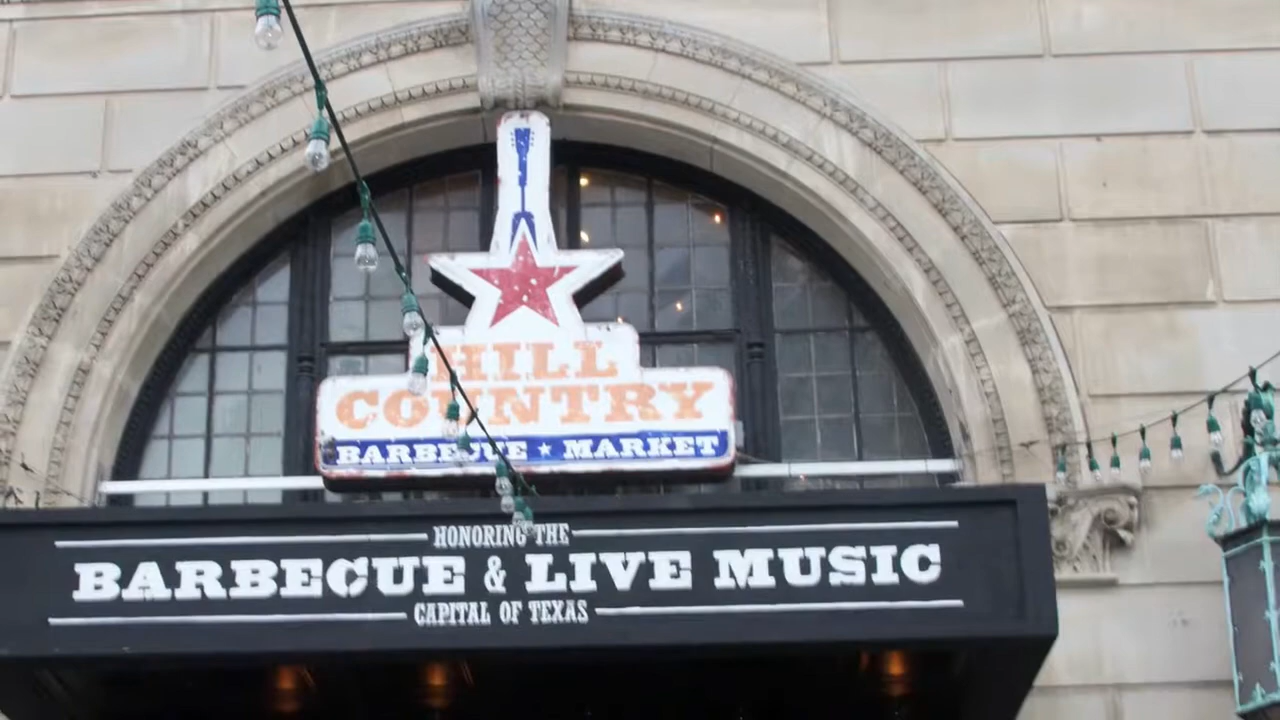 HILL
COUNTRY
BARBECUE ★ MARKET
HONORING THE
BARBECUE & LIVE MUSIC
CAPITAL OF TEXAS